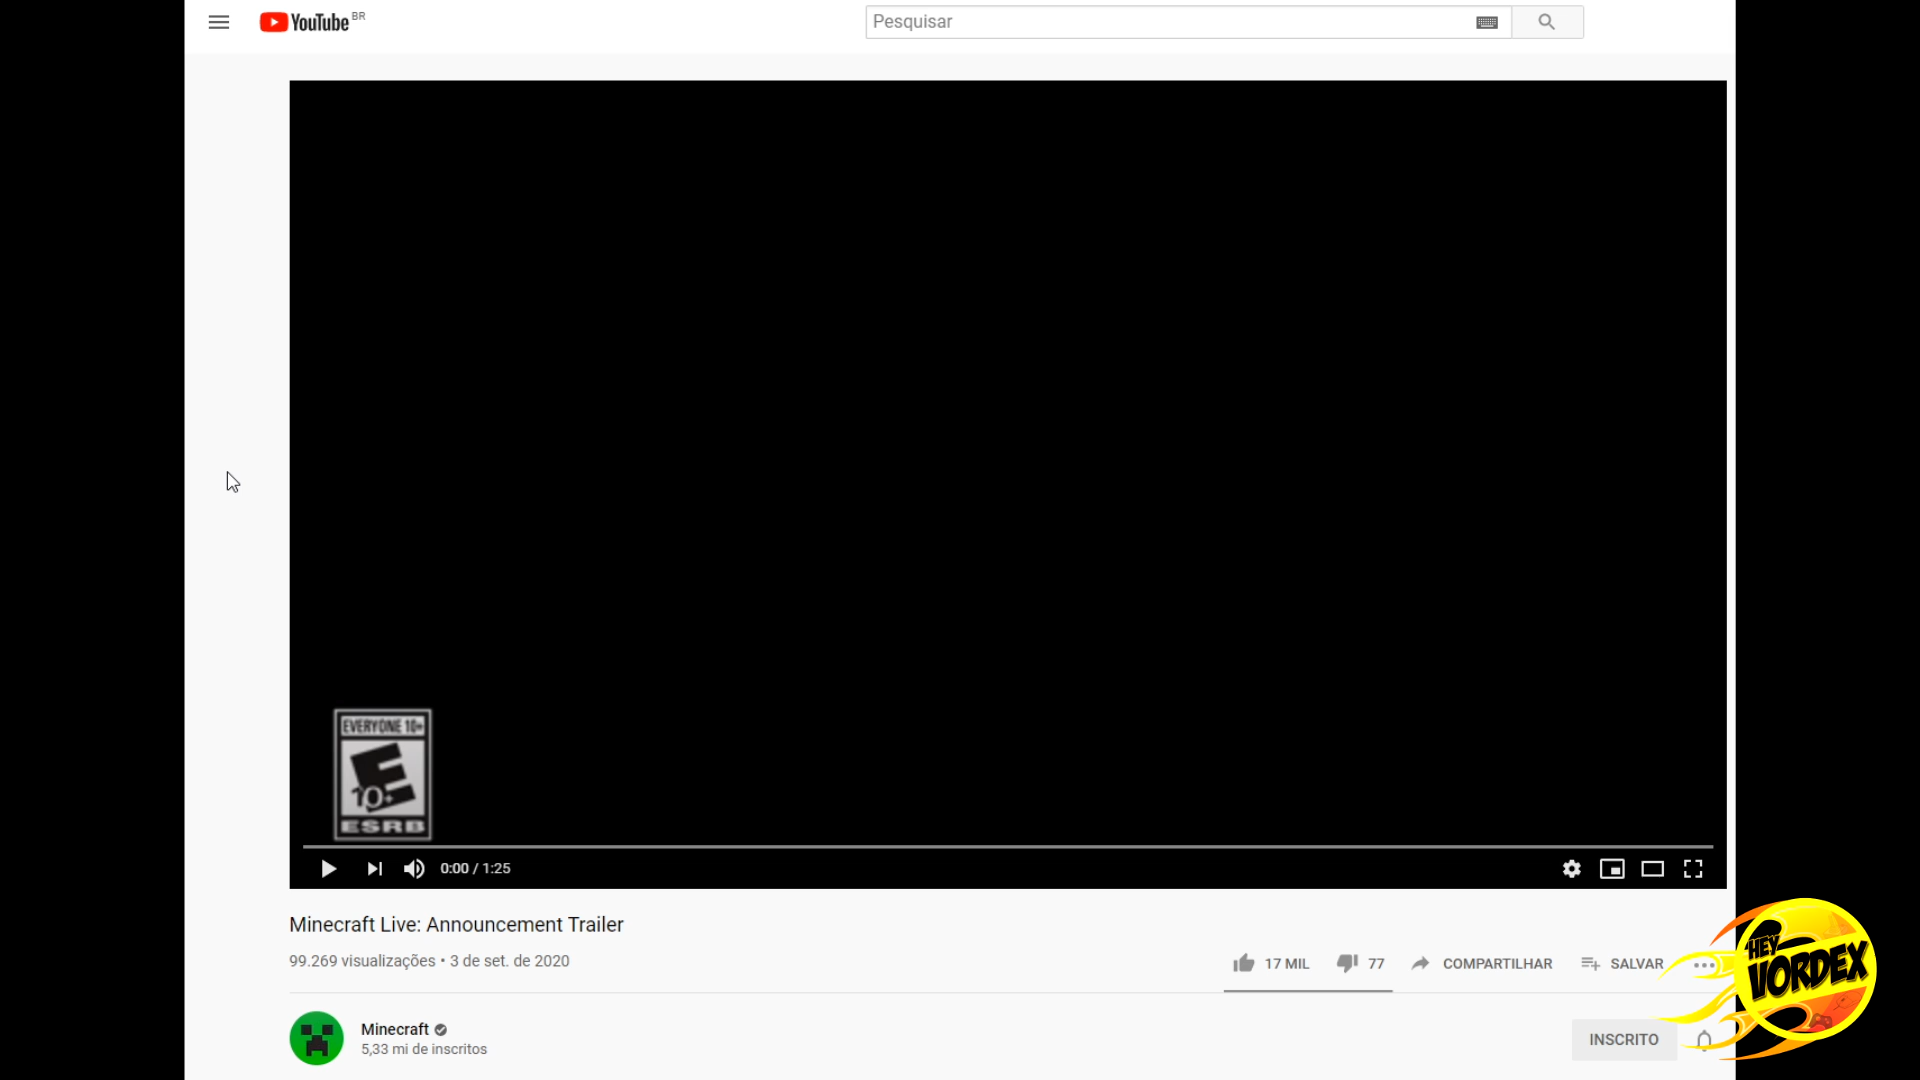 YouTube BR
Pesquisar
EVERYONE 10+
E
10+
ESRB
0:00 / 1:25
Minecraft Live: Announcement Trailer
99.269 visualizações • 3 de set. de 2020
17 MIL
77
COMPARTILHAR
SALVAR
HEY
VORDEX
Minecraft
5,33 mi de inscritos
INSCRITO